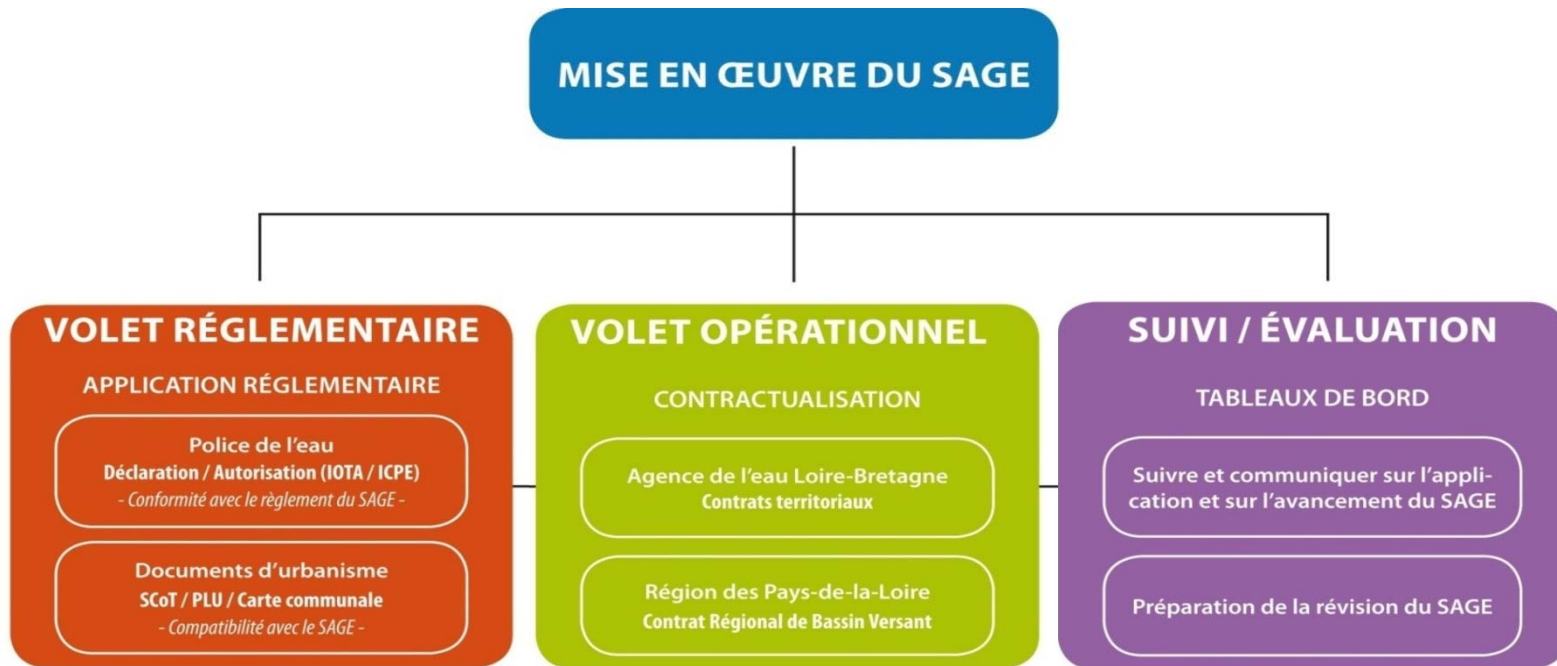 MISE EN ŒUVRE DU SAGE
VOLET RÉGLEMENTAIRE
APPLICATION RÉGLEMENTAIRE
Police de l'eau
Déclaration / Autorisation (IOTA / ICPE)
- Conformité avec le règlement du SAGE -
Documents d'urbanisme
SCoT / PLU / Carte communale
- Compatibilité avec le SAGE -
VOLET OPÉRATIONNEL
CONTRACTUALISATION
Agence de l'eau Loire-Bretagne
Contrats territoriaux
Région des Pays-de-la-Loire
Contrat Régional de Bassin Versant
SUIVI / ÉVALUATION
TABLEAUX DE BORD
Suivre et communiquer sur l'appli-
cation et sur l'avancement du SAGE
Préparation de la révision du SAGE